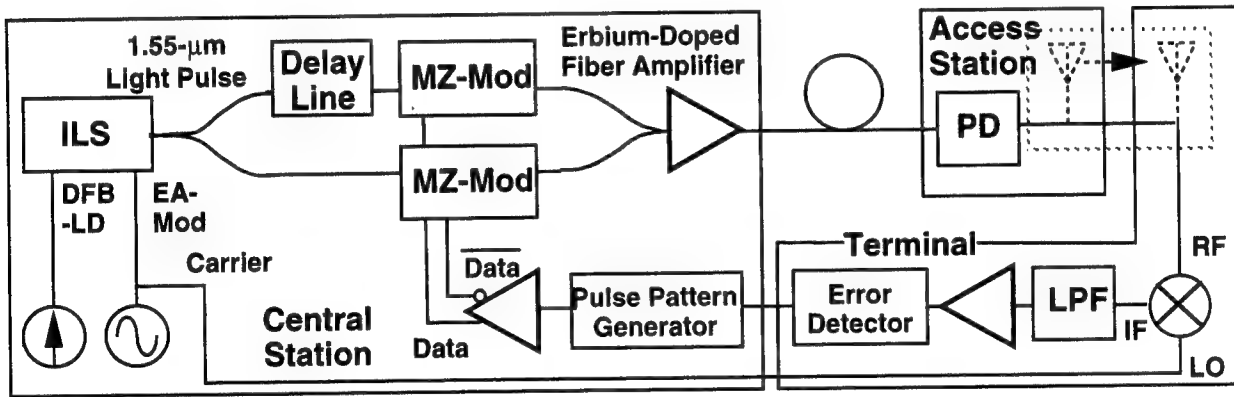 1.55-μm
Light Pulse
Delay
Line
MZ-Mod
Erbium-Doped
Fiber Amplifier
Access
Station
ILS
MZ-Mod
PD
DFB
-LD
EA-
Mod
Carrier
Data
Terminal
RF
Central
Station
Data
Pulse Pattern
Generator
Error
Detector
LPF
IF
LO